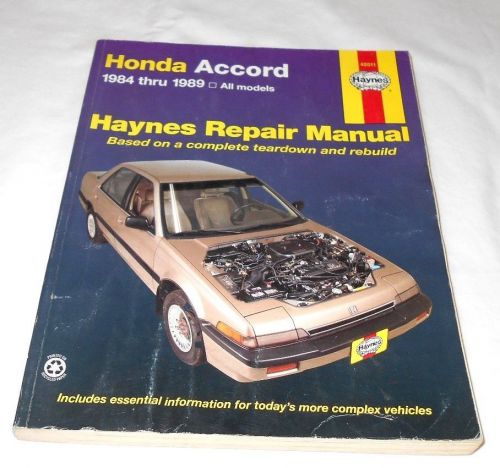 Honda Accord
1984 thru 1989 □ All models
Haynes
Haynes Repair Manual
Based on a complete teardown and rebuild
Haynes
Includes essential information for today's more complex vehicles